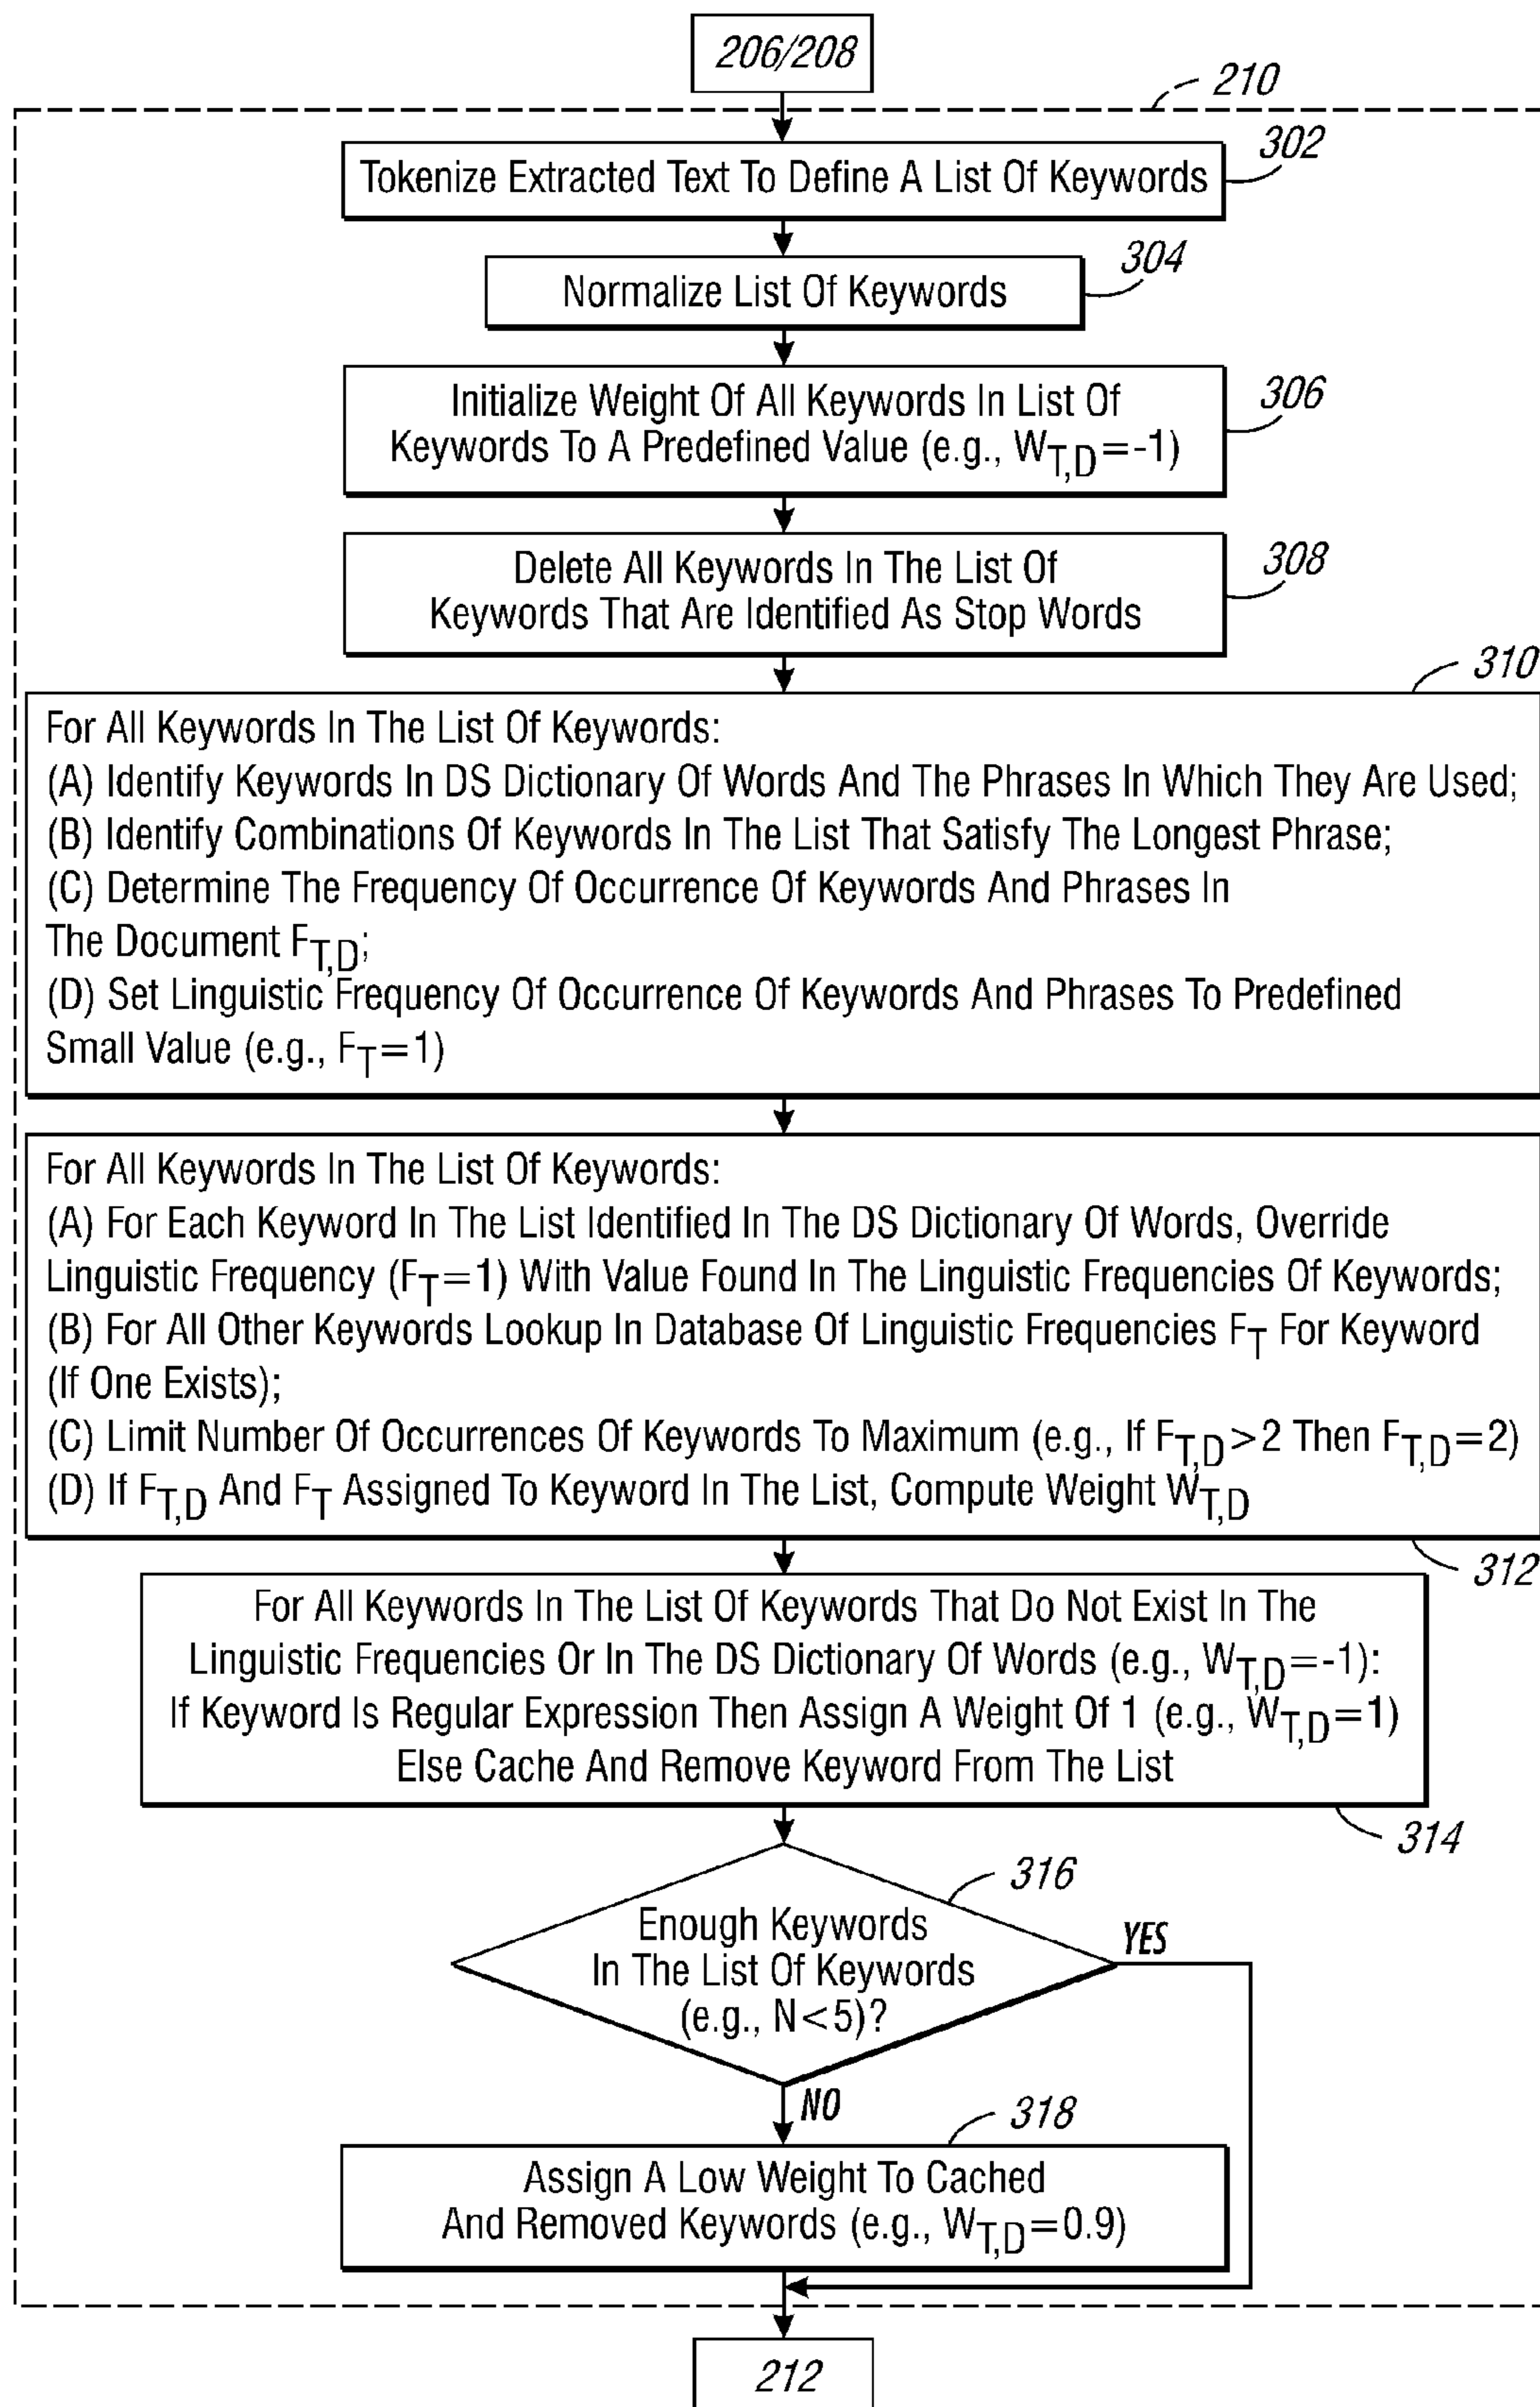 206/208
210
Tokenize Extracted Text To Define A List Of Keywords
302
Normalize List Of Keywords
304
Initialize Weight Of All Keywords In List Of
Keywords To A Predefined Value (e.g., WT,D=-1)
306
Delete All Keywords In The List Of
Keywords That Are Identified As Stop Words
308
310
For All Keywords In The List Of Keywords:
(A) Identify Keywords In DS Dictionary Of Words And The Phrases In Which They Are Used;
(B) Identify Combinations Of Keywords In The List That Satisfy The Longest Phrase;
(C) Determine The Frequency Of Occurrence Of Keywords And Phrases In
The Document FT,D;
(D) Set Linguistic Frequency Of Occurrence Of Keywords And Phrases To Predefined
Small Value (e.g., FT=1)
For All Keywords In The List Of Keywords:
(A) For Each Keyword In The List Identified In The DS Dictionary Of Words, Override
Linguistic Frequency (FT=1) With Value Found In The Linguistic Frequencies Of Keywords;
(B) For All Other Keywords Lookup In Database Of Linguistic Frequencies FT For Keyword
(If One Exists);
(C) Limit Number Of Occurrences Of Keywords To Maximum (e.g., If FT,D>2 Then FT,D=2)
(D) If FT,D And FT Assigned To Keyword In The List, Compute Weight WT,D
312
For All Keywords In The List Of Keywords That Do Not Exist In The
Linguistic Frequencies Or In The DS Dictionary Of Words (e.g., WT,D=-1):
If Keyword Is Regular Expression Then Assign A Weight Of 1 (e.g., WT,D=1)
Else Cache And Remove Keyword From The List
314
316
Enough Keywords
In The List Of Keywords
(e.g., N<5)?
YES
NO
318
Assign A Low Weight To Cached
And Removed Keywords (e.g., WT,D=0.9)
212